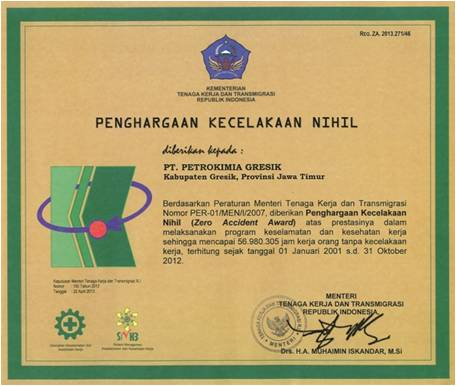 REG. ZA. 2013.271/46
KEMENTERIAN
TENAGA KERJA DAN TRANSMIGRASI
REPUBLIK INDONESIA
PENGHARGAAN KECELAKAAN NIHIL
diberikan kepada :
PT. PETROKIMIA GRESIK
Kabupaten Gresik, Provinsi Jawa Timur
Berdasarkan Peraturan Menteri Tenaga Kerja dan Transmigrasi
Nomor PER-01/MEN/I/2007, diberikan Penghargaan Kecelakaan
Nihil (Zero Accident Award) atas prestasinya dalam
melaksanakan program keselamatan dan kesehatan kerja
sehingga mencapai 56.980.305 jam kerja orang tanpa kecelakaan
kerja, terhitung sejak tanggal 01 Januari 2001 s.d. 31 Oktober
2012.
Keputusan Menteri Tenaga Kerja dan Transmigrasi R.I
Nomor : 150 Tahun 2013
Tanggal : 22 April 2013
MENTERI
TENAGA KERJA DAN TRANSMIGRASI
REPUBLIK INDONESIA
Drs. H.A. MUHAIMIN ISKANDAR, M.Si